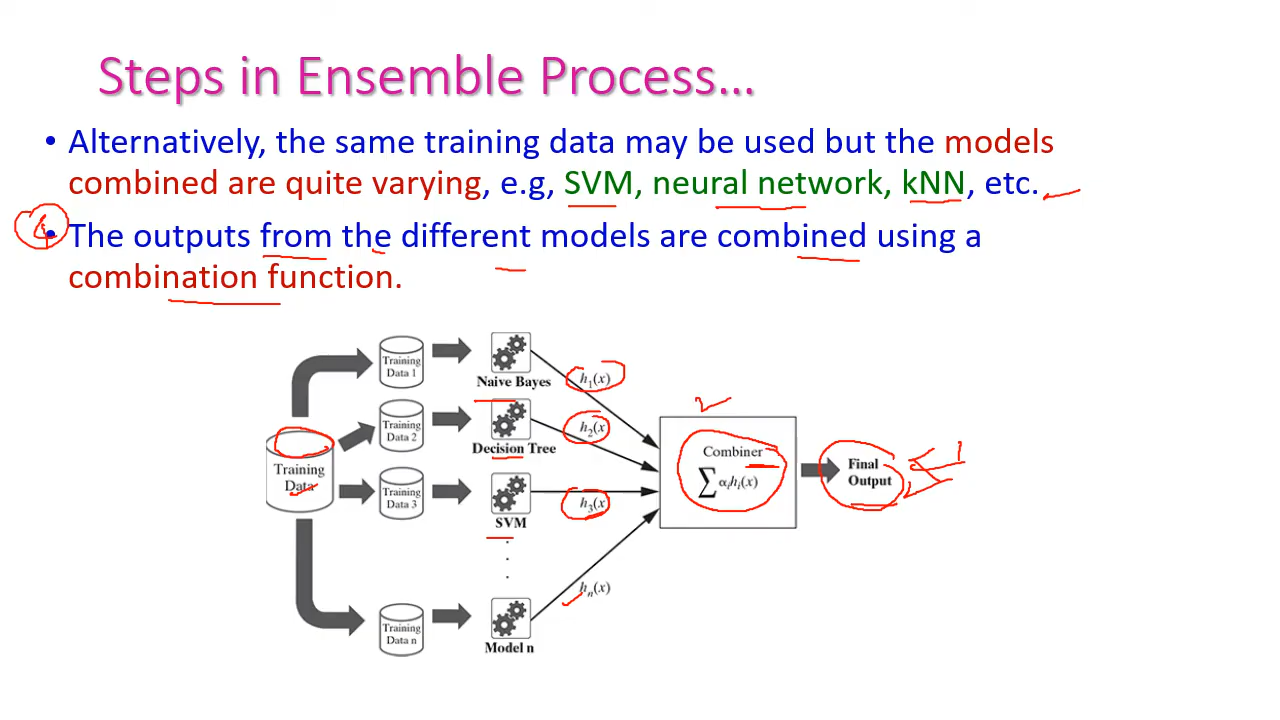 Steps in Ensemble Process…
• Alternatively, the same training data may be used but the models
combined are quite varying, e.g, SVM, neural network, kNN, etc.
• The outputs from the different models are combined using a
combination function.
Training
Data
Training
Data 1
Training
Data 2
Training
Data 3
Training
Data n
Naive Bayes
Decision Tree
SVM
Model n
h₁(x)
h₂(x
h₃(x
hₙ(x)
Combiner
∑ αᵢhᵢ(x)
Final
Output